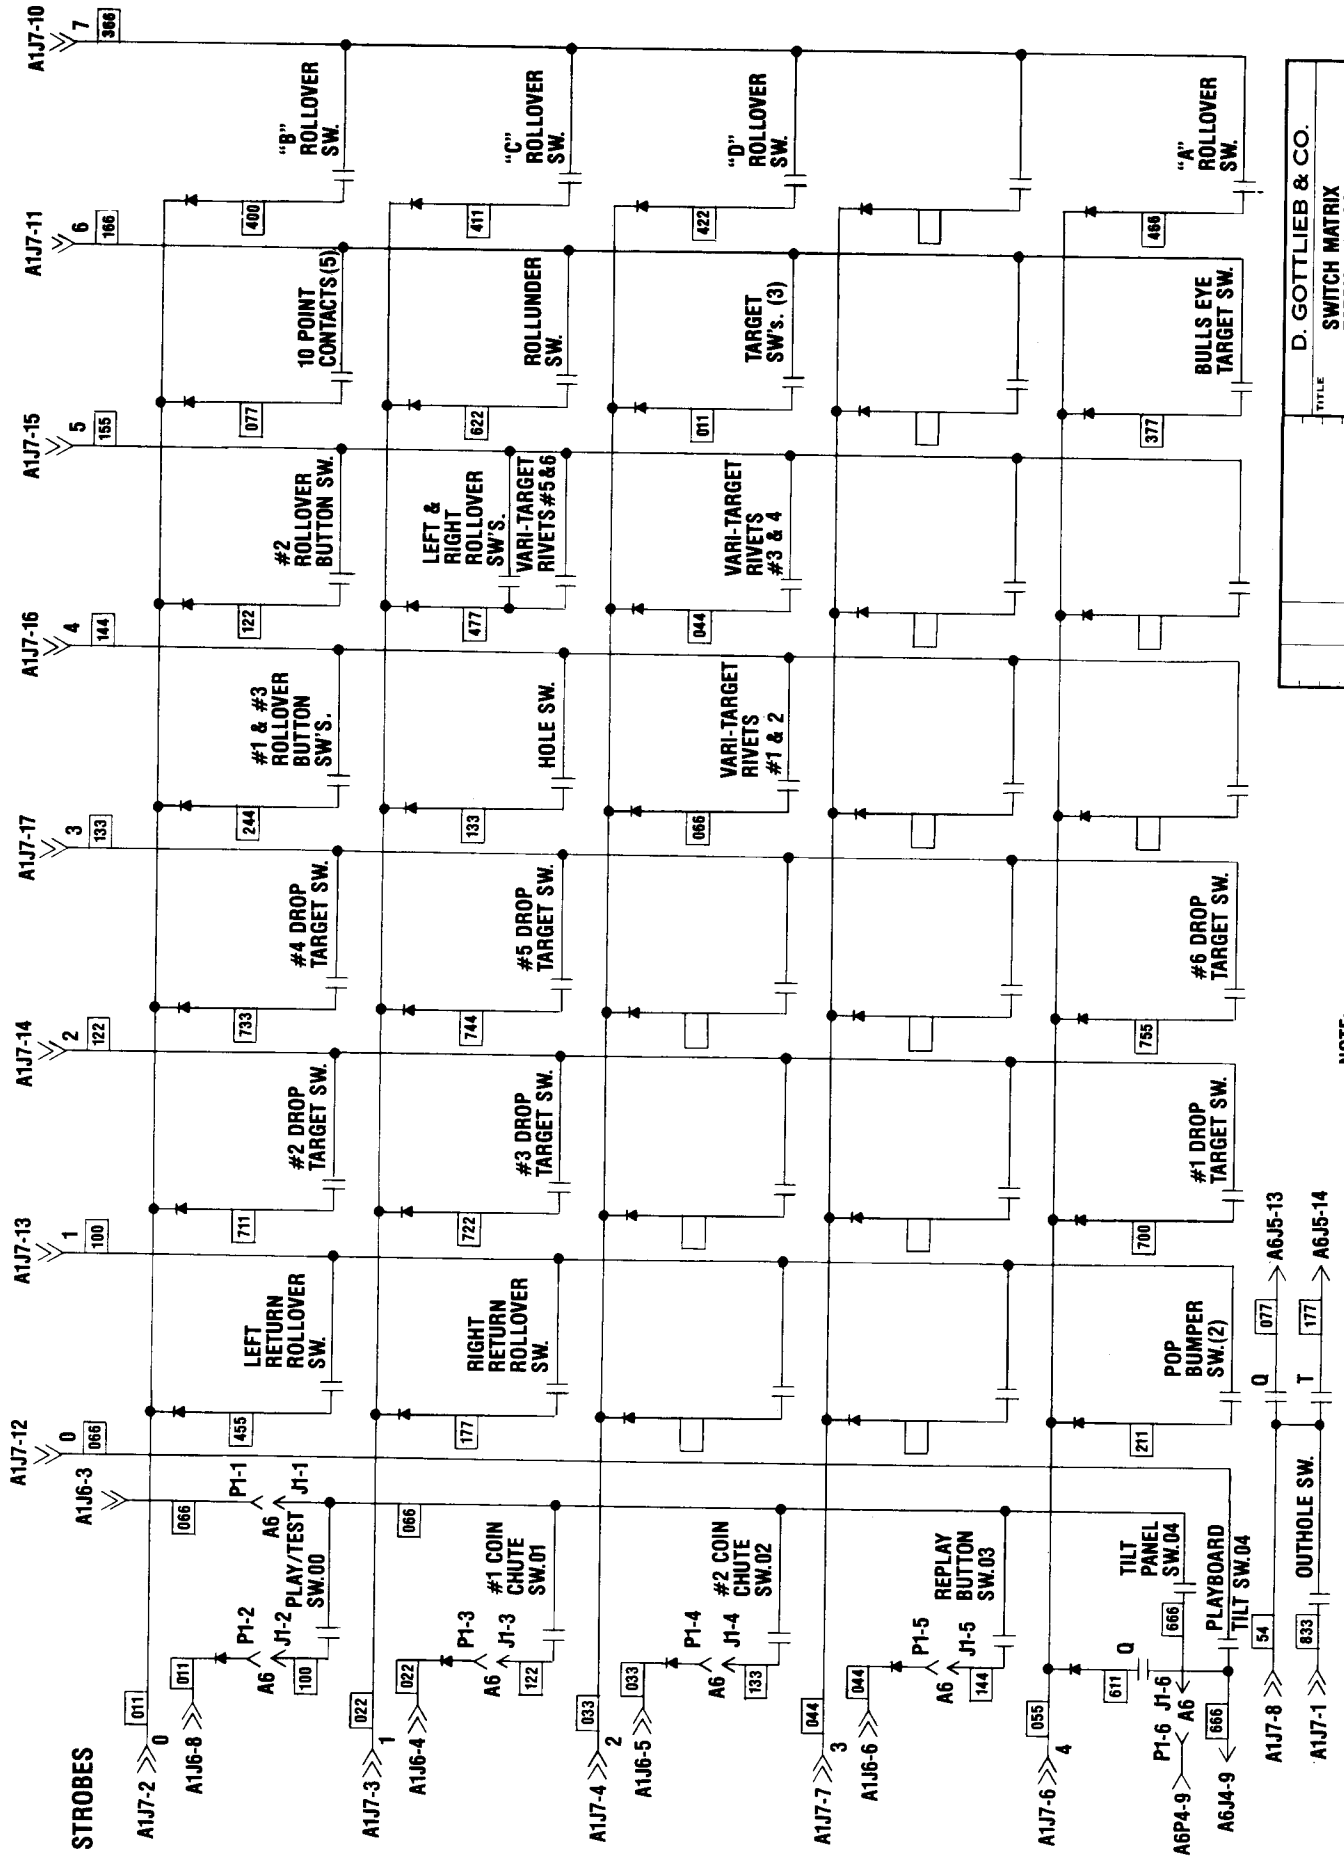 STROBES
A1J7-12
0
066
A1J7-13
1
100
A1J7-14
2
122
A1J7-17
3
133
A1J7-16
4
144
A1J7-15
5
155
A1J7-11
6
166
A1J7-10
7
366
A1J6-3
066
P1-1
A6
J1-1
A1J7-2
0
011
A1J6-8
011
P1-2
A6
J1-2
100
PLAY/TEST
SW.00
455
LEFT
RETURN
ROLLOVER
SW.
711
#2 DROP
TARGET SW.
733
#4 DROP
TARGET SW.
244
#1 & #3
ROLLOVER
BUTTON
SW'S.
122
#2
ROLLOVER
BUTTON SW.
077
10 POINT
CONTACTS(5)
400
"B"
ROLLOVER
SW.
A1J7-3
1
022
A1J6-4
022
P1-3
A6
J1-3
122
066
#1 COIN
CHUTE
SW.01
177
RIGHT
RETURN
ROLLOVER
SW.
722
#3 DROP
TARGET SW.
744
#5 DROP
TARGET SW.
133
HOLE SW.
477
LEFT &
RIGHT
ROLLOVER
SW'S.
VARI-TARGET
RIVETS #5&6
622
ROLLUNDER
SW.
411
"C"
ROLLOVER
SW.
A1J7-4
2
033
A1J6-5
033
P1-4
A6
J1-4
133
#2 COIN
CHUTE
SW.02
066
VARI-TARGET
RIVETS
#1 & 2
044
VARI-TARGET
RIVETS
#3 & 4
011
TARGET
SW's. (3)
422
"D"
ROLLOVER
SW.
A1J7-7
3
044
A1J6-6
044
P1-5
A6
J1-5
144
REPLAY
BUTTON
SW.03
A1J7-6
4
055
611
Q
TILT
PANEL
SW.04
666
A6P4-9
P1-6
J1-6
A6
PLAYBOARD
TILT SW.04
A6J4-9
666
211
POP
BUMPER
SW.(2)
700
#1 DROP
TARGET SW.
755
#6 DROP
TARGET SW.
377
BULLS EYE
TARGET SW.
466
"A"
ROLLOVER
SW.
A1J7-8
54
Q
077
A6J5-13
A1J7-1
833
OUTHOLE SW.
T
177
A6J5-14
NOTE:
D. GOTTLIEB & CO.
TITLE
SWITCH MATRIX